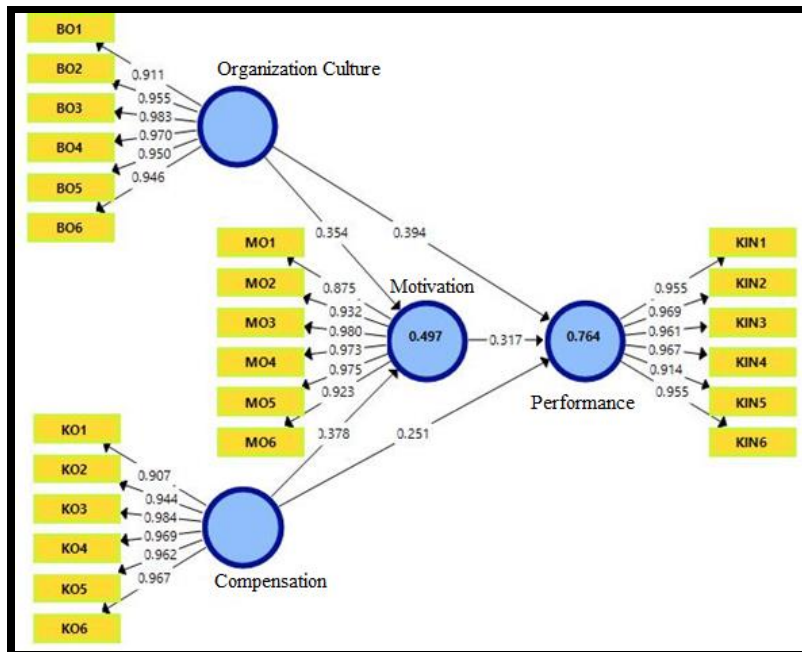 BO1
BO2
BO3
BO4
BO5
BO6
0.911
0.955
0.983
0.970
0.950
0.946
Organization Culture
0.354
0.394
MO1
MO2
MO3
MO4
MO5
MO6
0.875
0.932
0.980
0.973
0.975
0.923
Motivation
0.497
0.317
0.764
Performance
0.955
0.969
0.961
0.967
0.914
0.955
KIN1
KIN2
KIN3
KIN4
KIN5
KIN6
0.378
0.251
KO1
KO2
KO3
KO4
KO5
KO6
0.907
0.944
0.984
0.969
0.962
0.967
Compensation